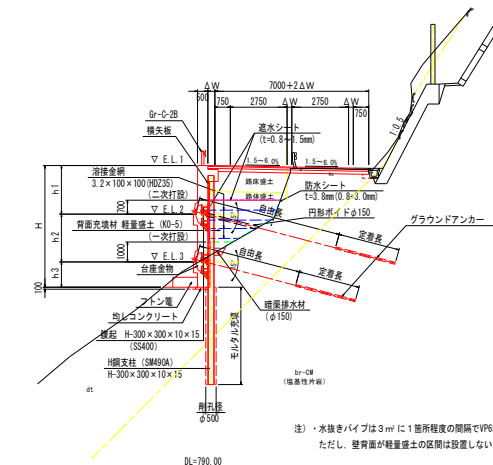 ΔW
7000+2ΔW
500
750
2750
ΔW
2750
ΔW
750
Gr-C-2B
横矢板
遮水シート
(t=0.8～1.5mm)
1:0.5
▽ E.L.1
1.5～6.0%
1.5～6.0%
溶接金網
3.2×100×100(HDZ35)
路床盛土
路体盛土
防水シート
t=3.8mm(0.8+3.0mm)
h1
(二次打設)
700
▽ E.L.2
自由長
円形ボイドφ150
グラウンドアンカー
背面充填材 軽量盛土 (KO-5)
(一次打設)
H
h2
1000
▽ E.L.3
自由長
定着長
定着長
h3
台座金物
100
フトン篭
均しコンクリート
暗渠排水材
(φ150)
腹起 H-300×300×10×15
(SS400)
モルタル充填
H鋼支柱 (SM490A)
H-300×300×10×15
br-CM
(塩基性片岩)
dt
削孔径
φ500
注）・水抜きパイプは3㎡に1箇所程度の間隔でVP6
ただし、壁背面が軽量盛土の区間は設置しない
DL=790.00